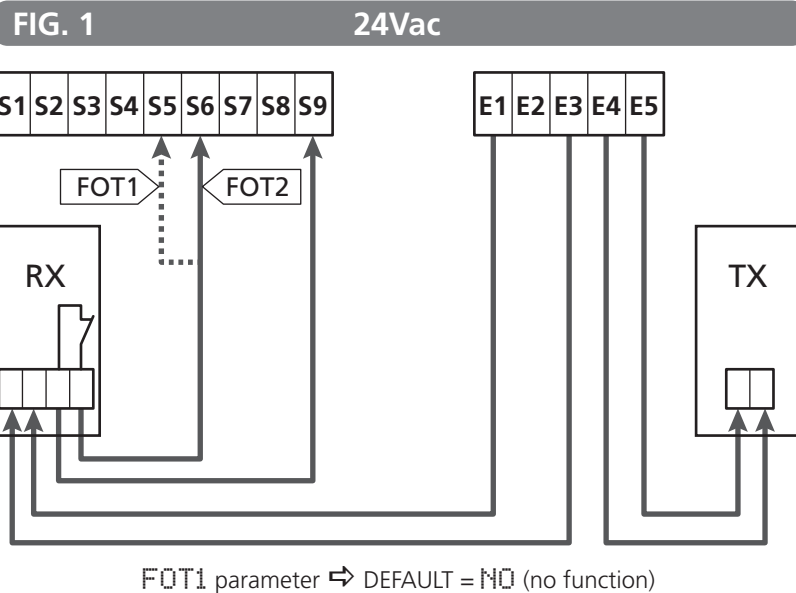 FIG. 1 24Vac
S1 S2 S3 S4 S5 S6 S7 S8 S9 E1 E2 E3 E4 E5
FOT1 FOT2
RX TX
FOT1 parameter ⇨ DEFAULT = NO (no function)